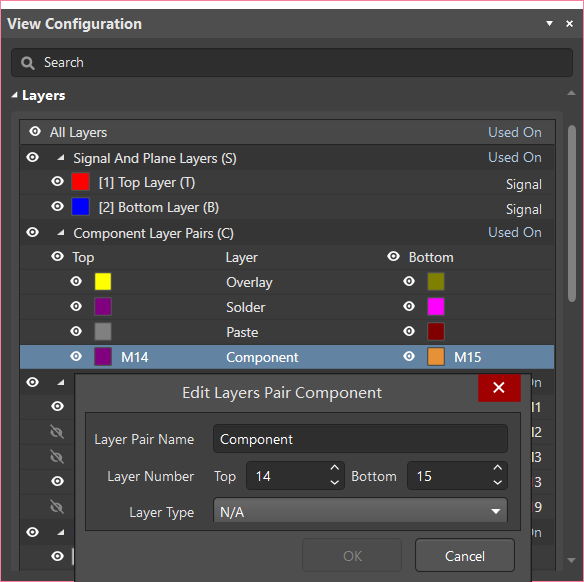 View Configuration
Search
Layers
All Layers Used On
Signal And Plane Layers (S) Used On
[1] Top Layer (T) Signal
[2] Bottom Layer (B) Signal
Component Layer Pairs (C) Used On
Top Layer Bottom
Overlay
Solder
Paste
M14 Component M15
Edit Layers Pair Component
Layer Pair Name Component
Layer Number Top 14 Bottom 15
Layer Type N/A
OK Cancel